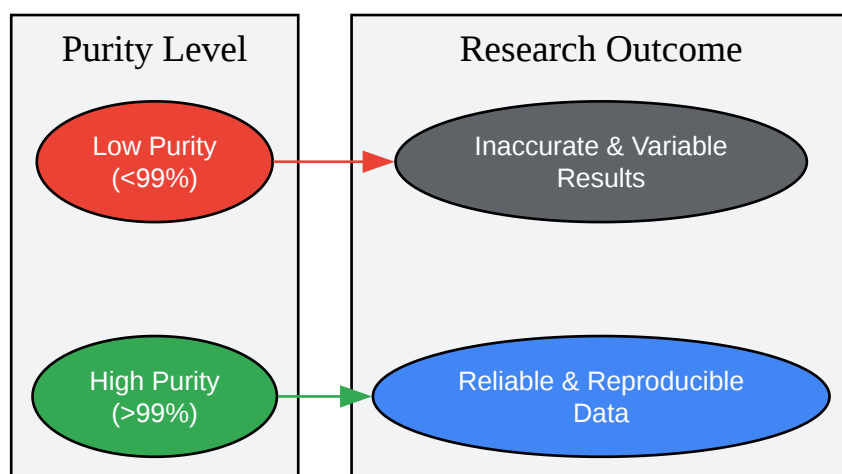 Purity Level
Research Outcome
Low Purity
(<99%)
Inaccurate & Variable
Results
High Purity
(>99%)
Reliable & Reproducible
Data